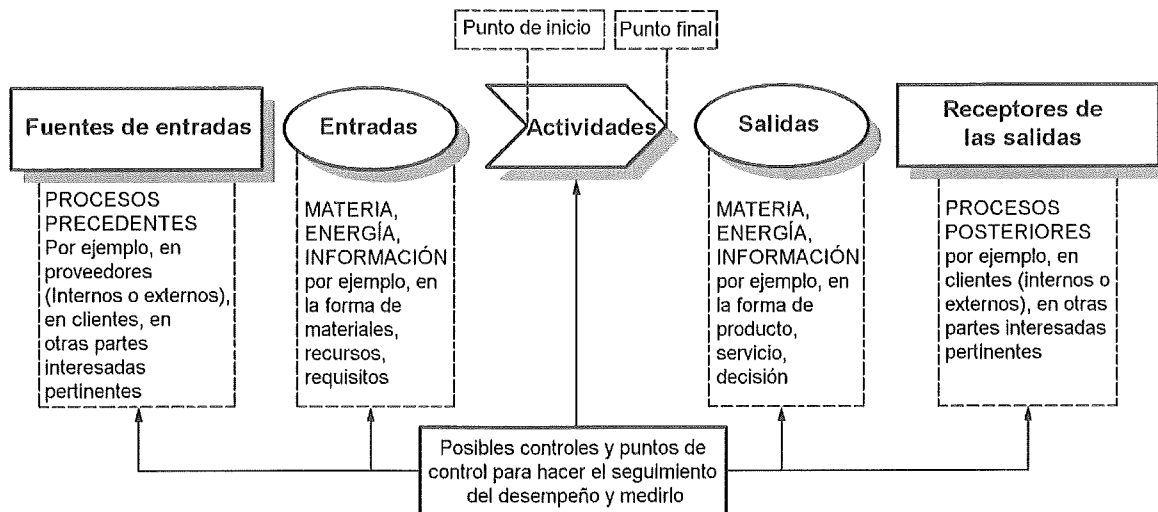 Punto de inicio
Punto final
Fuentes de entradas
Entradas
Actividades
Salidas
Receptores de
las salidas
PROCESOS
PRECEDENTES
Por ejemplo, en
proveedores
(Internos o externos),
en clientes, en
otras partes
interesadas
pertinentes
MATERIA,
ENERGÍA,
INFORMACIÓN
por ejemplo, en
la forma de
materiales,
recursos,
requisitos
MATERIA,
ENERGÍA,
INFORMACIÓN
por ejemplo, en
la forma de
producto,
servicio,
decisión
PROCESOS
POSTERIORES
por ejemplo, en
clientes (internos o
externos), en otras
partes interesadas
pertinentes
Posibles controles y puntos de
control para hacer el seguimiento
del desempeño y medirlo